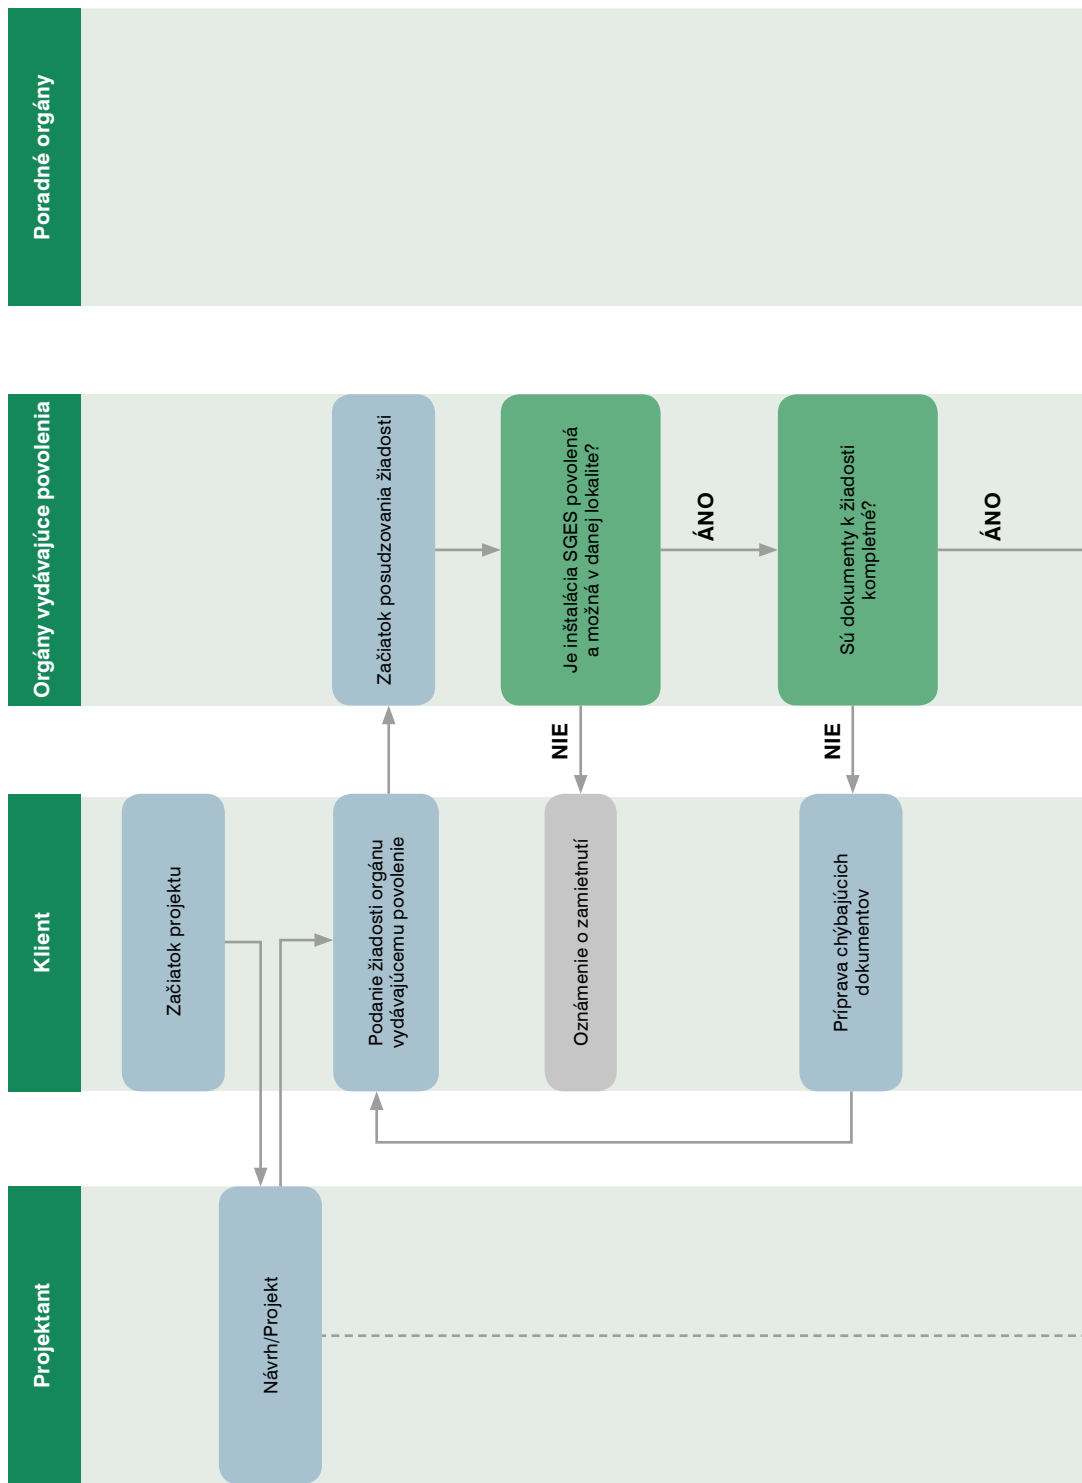 Projektant
Klient
Orgány vydávajúce povolenia
Poradné orgány
Začiatok projektu
Návrh/Projekt
Podanie žiadosti orgánu
vydávajúcemu povolenie
Začiatok posudzovania žiadosti
Je inštalácia SGES povolená
a možná v danej lokalite?
NIE
Oznámenie o zamietnutí
ÁNO
Sú dokumenty k žiadosti
kompletné?
NIE
Príprava chýbajúcich
dokumentov
ÁNO